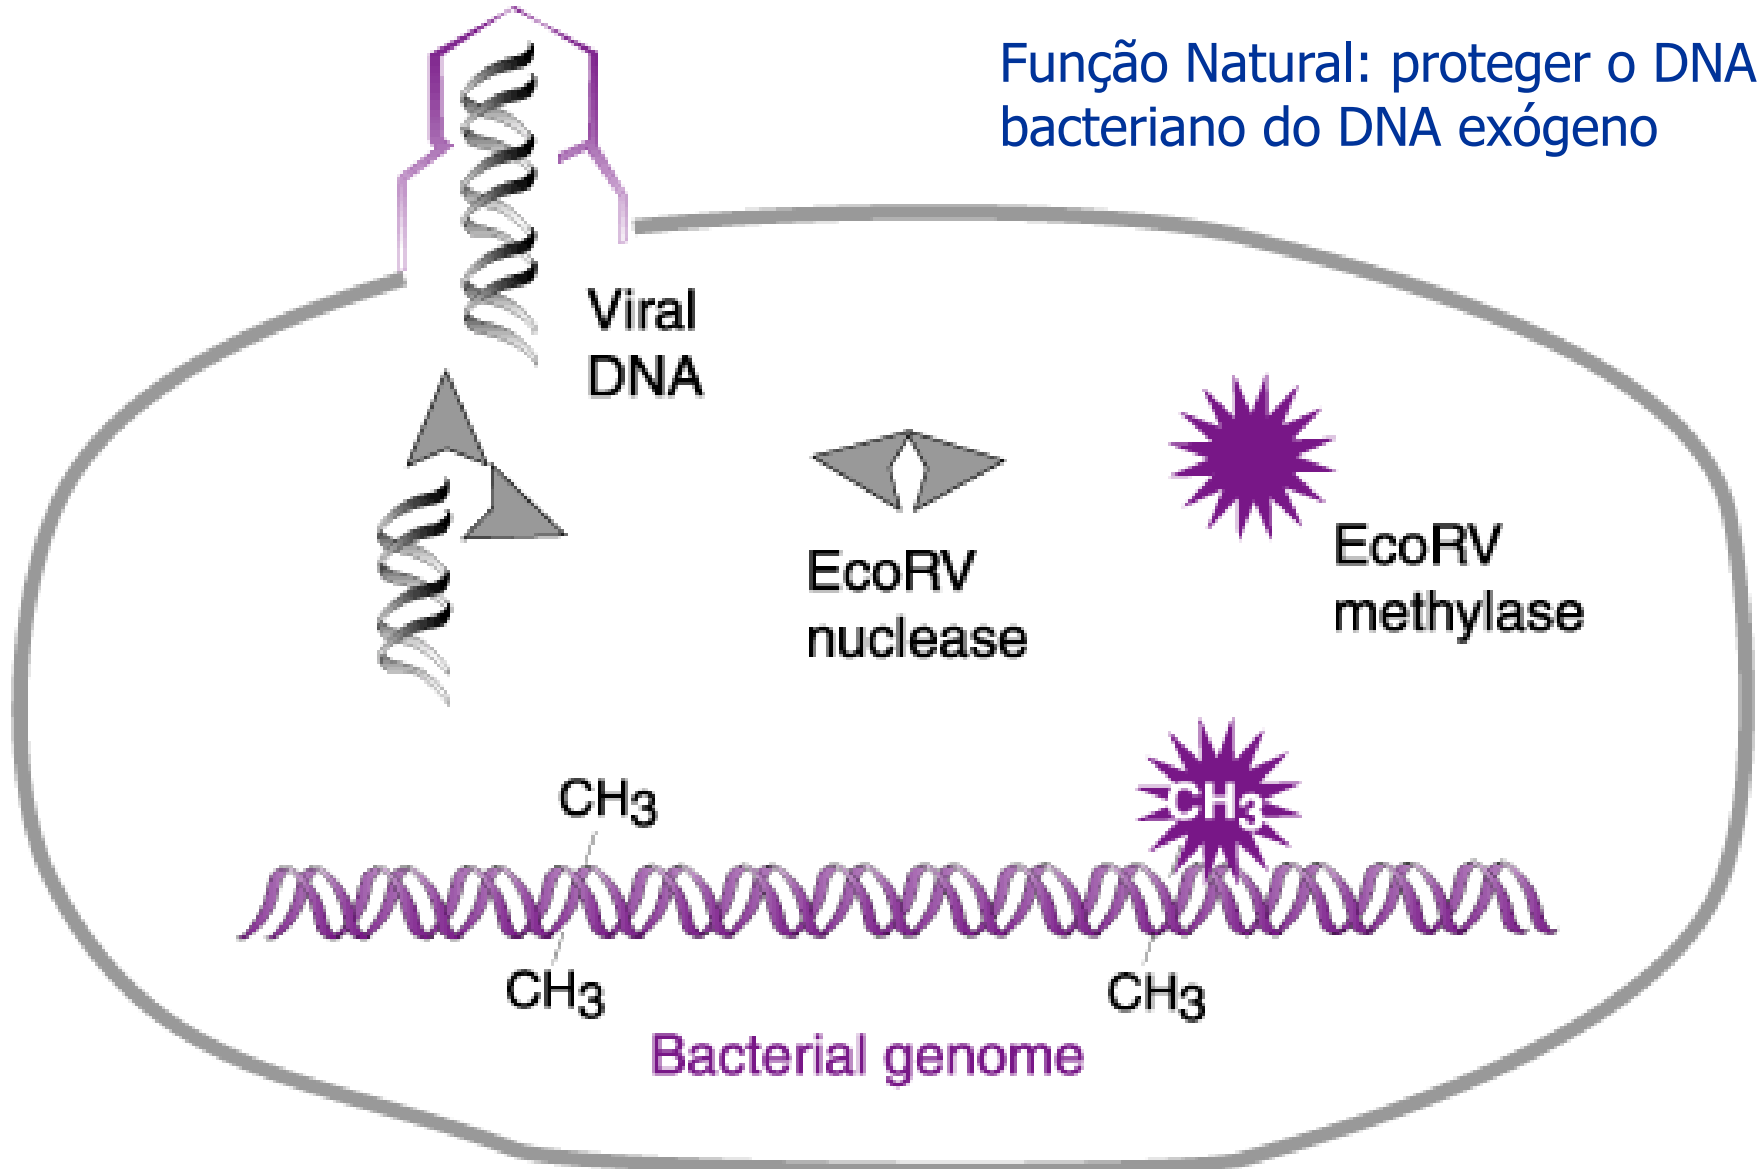 Função Natural: proteger o DNA
bacteriano do DNA exógeno
Viral
DNA
EcoRV
nuclease
EcoRV
methylase
CH3
CH3
CH3
CH3
Bacterial genome